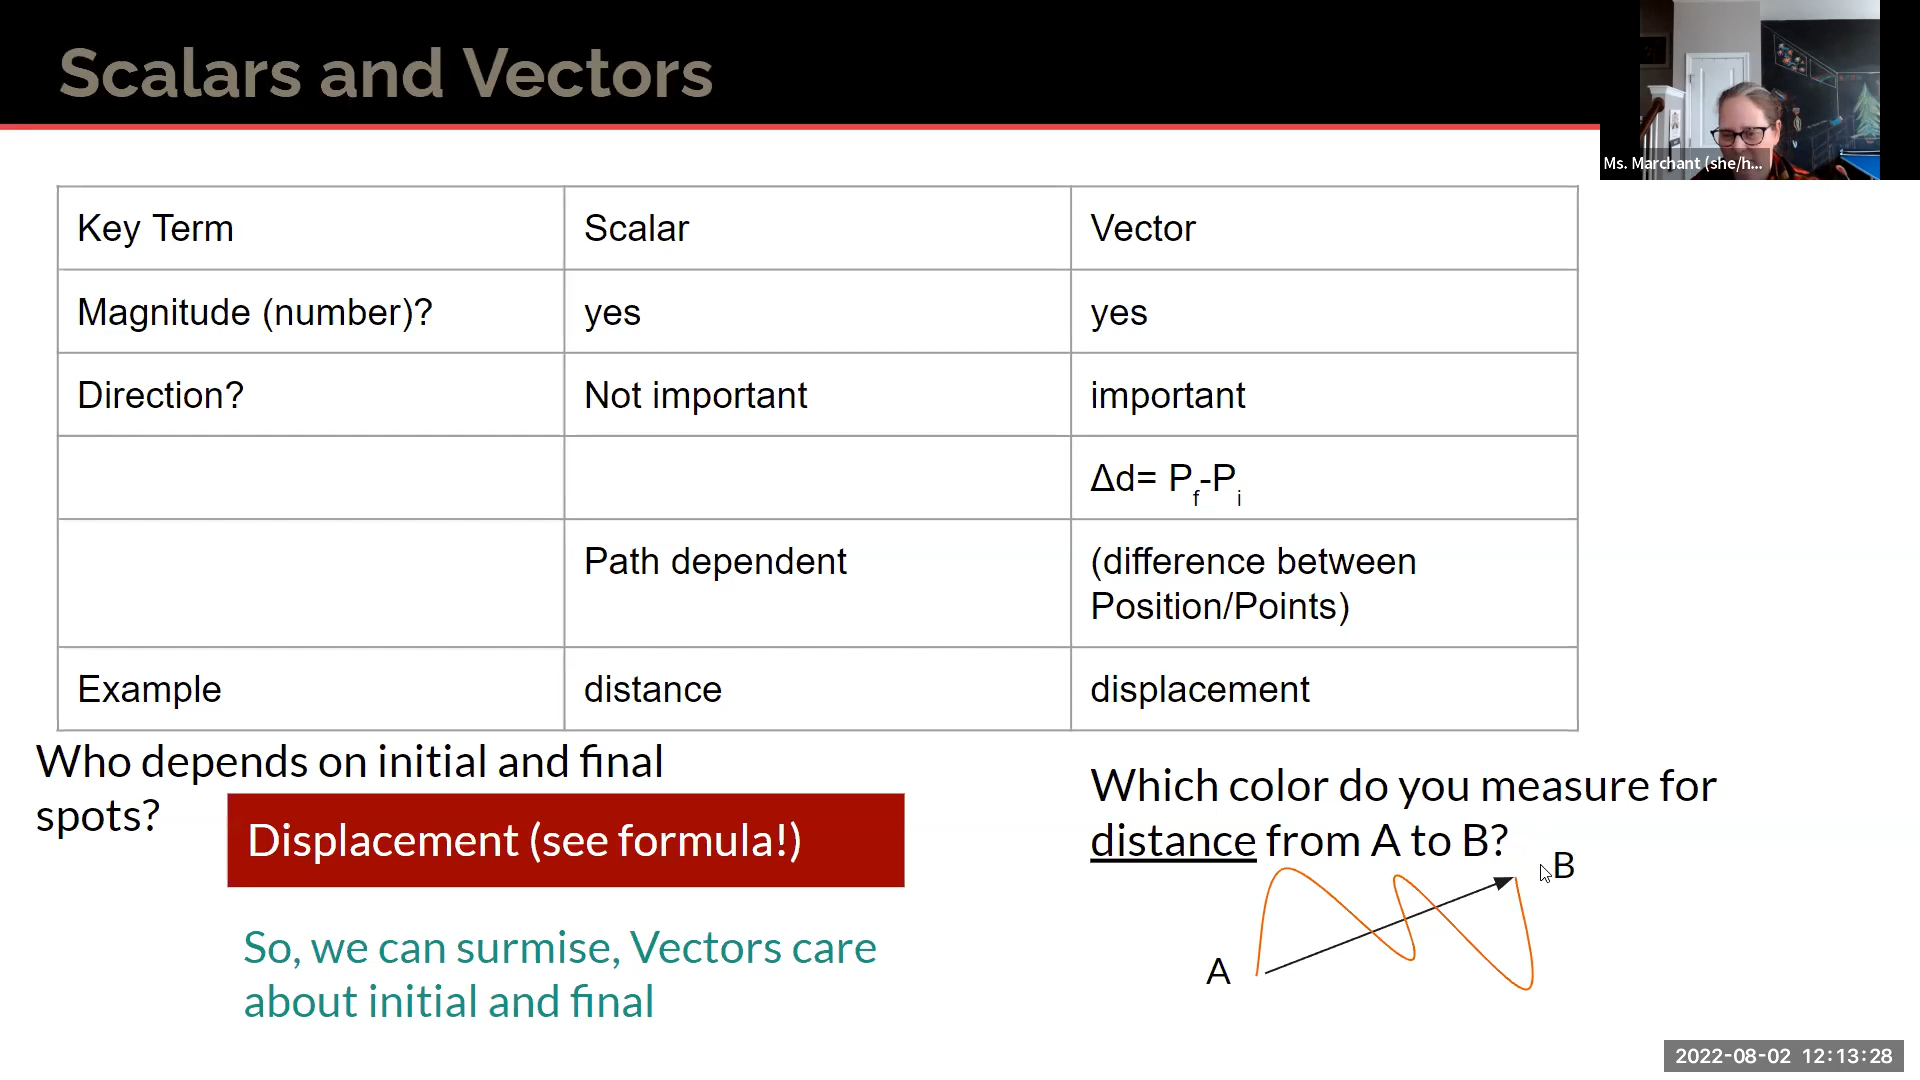 Scalars and Vectors
Ms. Marchant (she/h...
Key Term Scalar Vector
Magnitude (number)? yes yes
Direction? Not important important
Δd= Pf-Pi
Path dependent (difference between
Position/Points)
Example distance displacement
Who depends on initial and final
spots?
Displacement (see formula!)
So, we can surmise, Vectors care
about initial and final
Which color do you measure for
distance from A to B?
B
A
2022-08-02 12:13:28